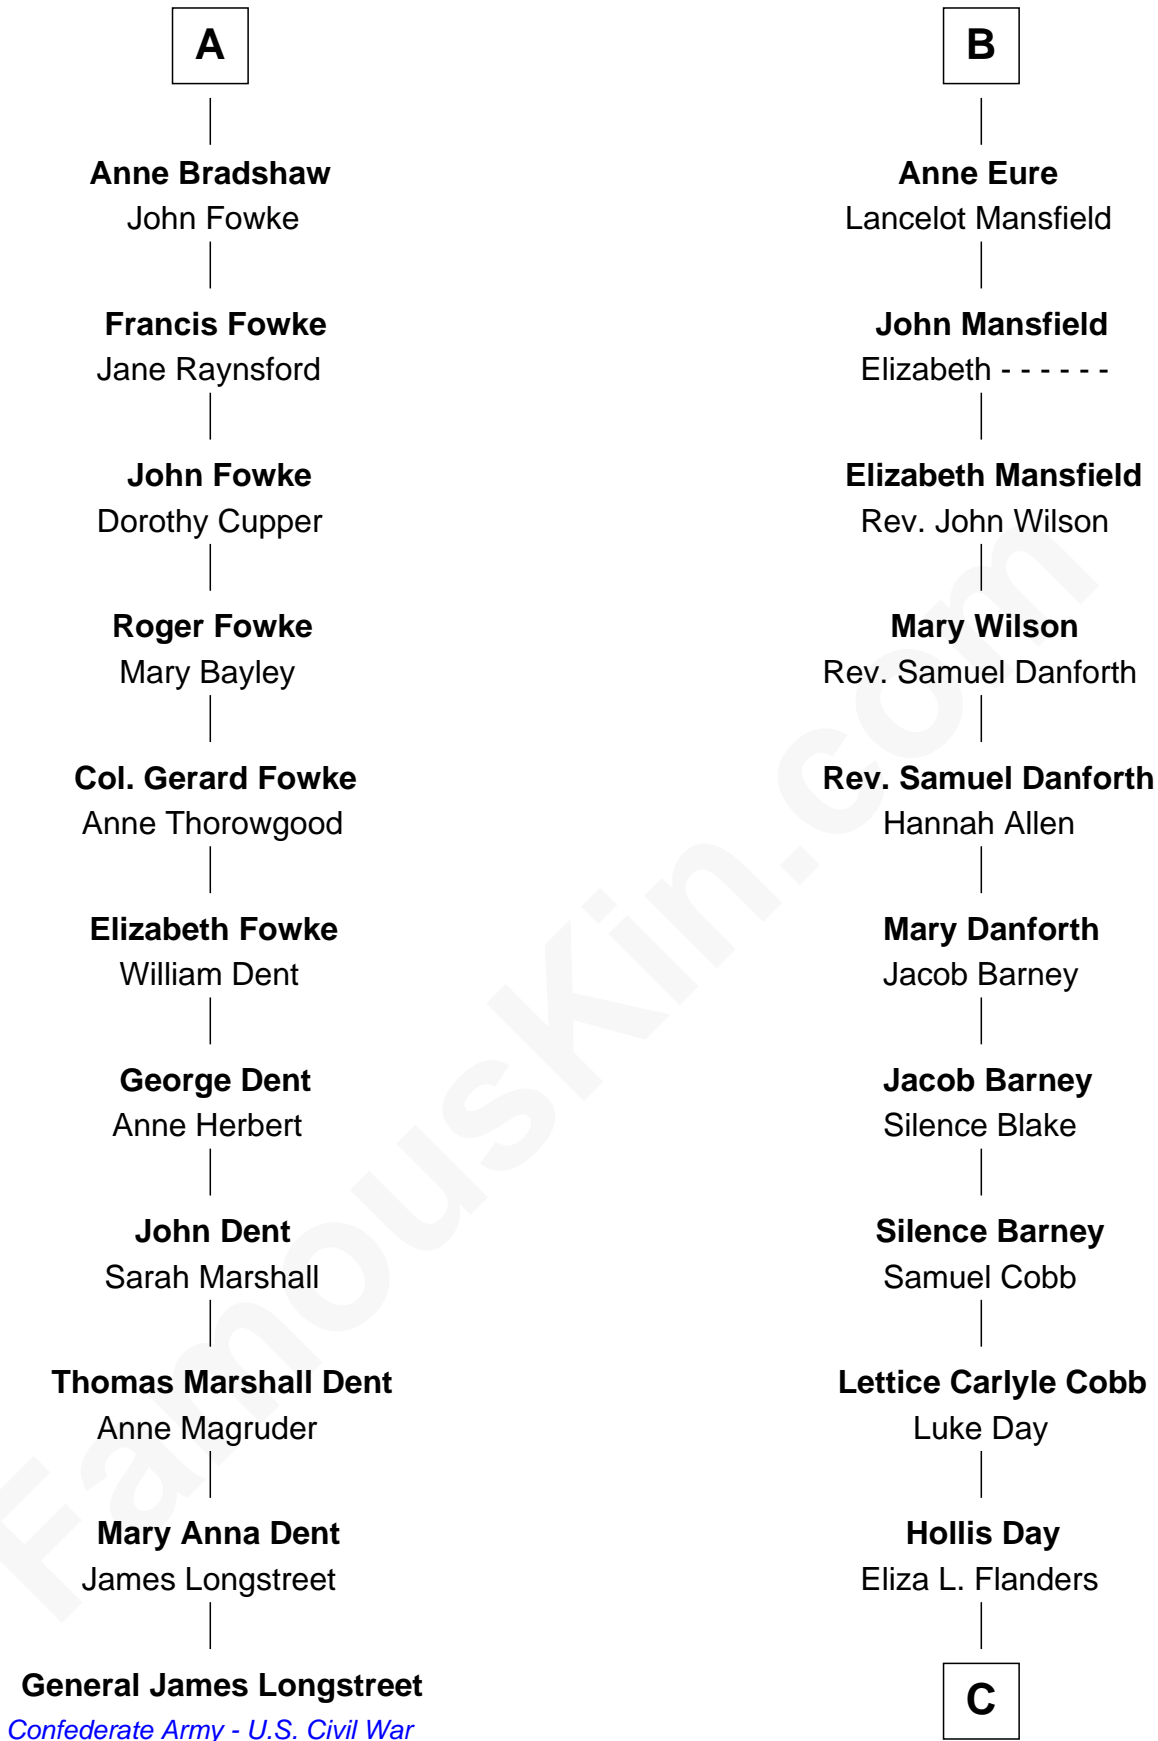 A
Anne Bradshaw
John Fowke
Francis Fowke
Jane Raynsford
John Fowke
Dorothy Cupper
Roger Fowke
Mary Bayley
Col. Gerard Fowke
Anne Thorowgood
Elizabeth Fowke
William Dent
George Dent
Anne Herbert
John Dent
Sarah Marshall
Thomas Marshall Dent
Anne Magruder
Mary Anna Dent
James Longstreet
General James Longstreet
Confederate Army - U.S. Civil War
B
Anne Eure
Lancelot Mansfield
John Mansfield
Elizabeth - - - - - -
Elizabeth Mansfield
Rev. John Wilson
Mary Wilson
Rev. Samuel Danforth
Rev. Samuel Danforth
Hannah Allen
Mary Danforth
Jacob Barney
Jacob Barney
Silence Blake
Silence Barney
Samuel Cobb
Lettice Carlyle Cobb
Luke Day
Hollis Day
Eliza L. Flanders
C
FamousKin.com